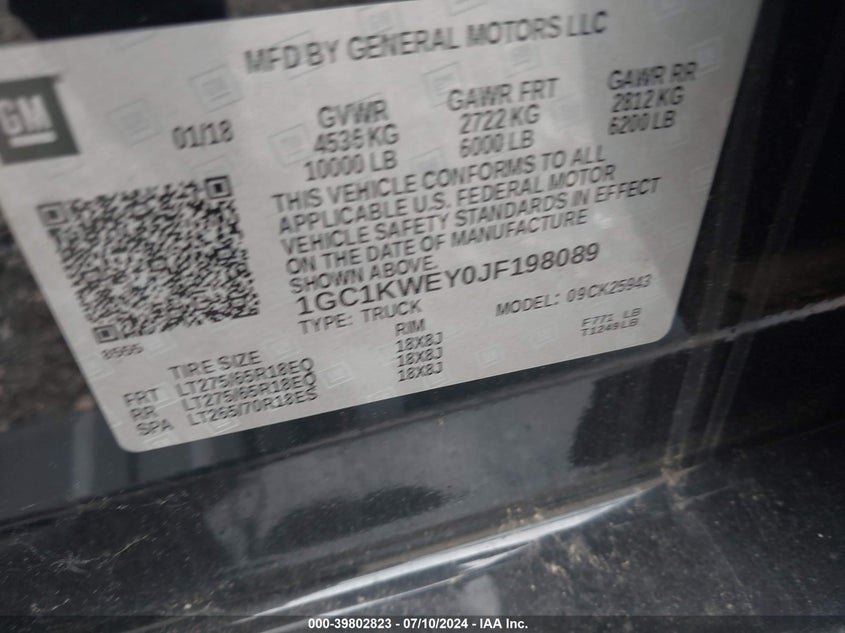 MFD BY GENERAL MOTORS LLC
GM
01/18
GVWR
4536 KG
10000 LB
GAWR FRT
2722 KG
6000 LB
GAWR RR
2812 KG
6200 LB
THIS VEHICLE CONFORMS TO ALL
APPLICABLE U.S. FEDERAL MOTOR
VEHICLE SAFETY STANDARDS IN EFFECT
ON THE DATE OF MANUFACTURE
SHOWN ABOVE.
1GC1KWEY0JF198089
TYPE: TRUCK
MODEL: 09CK25943
TIRE SIZE
RIM
FRT LT275/65R18EQ 18X8J
RR LT275/65R18EQ 18X8J
SPA LT265/70R18ES 18X8J
F771 LB
T1249LB
000-39802823 - 07/10/2024 - IAA Inc.